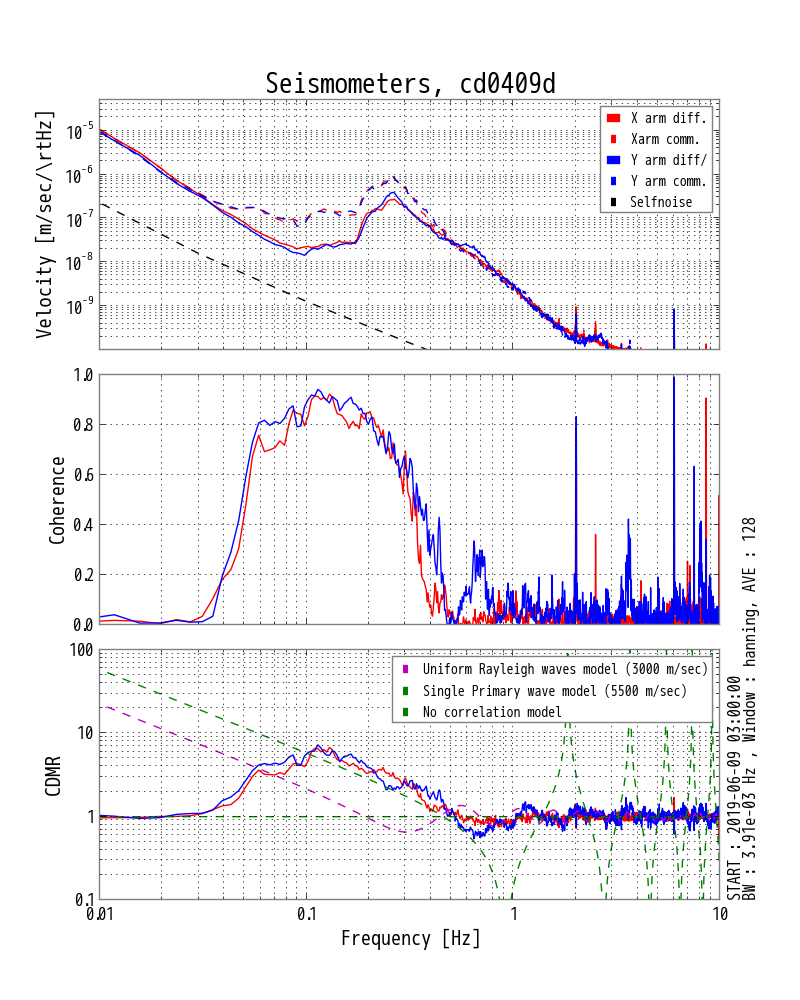 Seismometers, cd0409d
Velocity [m/sec/\rtHz]
10-5
10-6
10-7
10-8
10-9
X arm diff.
Xarm comm.
Y arm diff/
Y arm comm.
Selfnoise
Coherence
1.0
0.8
0.6
0.4
0.2
0.0
CDMR
100
10
1
0.1
Uniform Rayleigh waves model (3000 m/sec)
Single Primary wave model (5500 m/sec)
No correlation model
0.01
0.1
1
10
Frequency [Hz]
START : 2019-06-09 03:00:00
BW : 3.91e-03 Hz , Window : hanning, AVE : 128